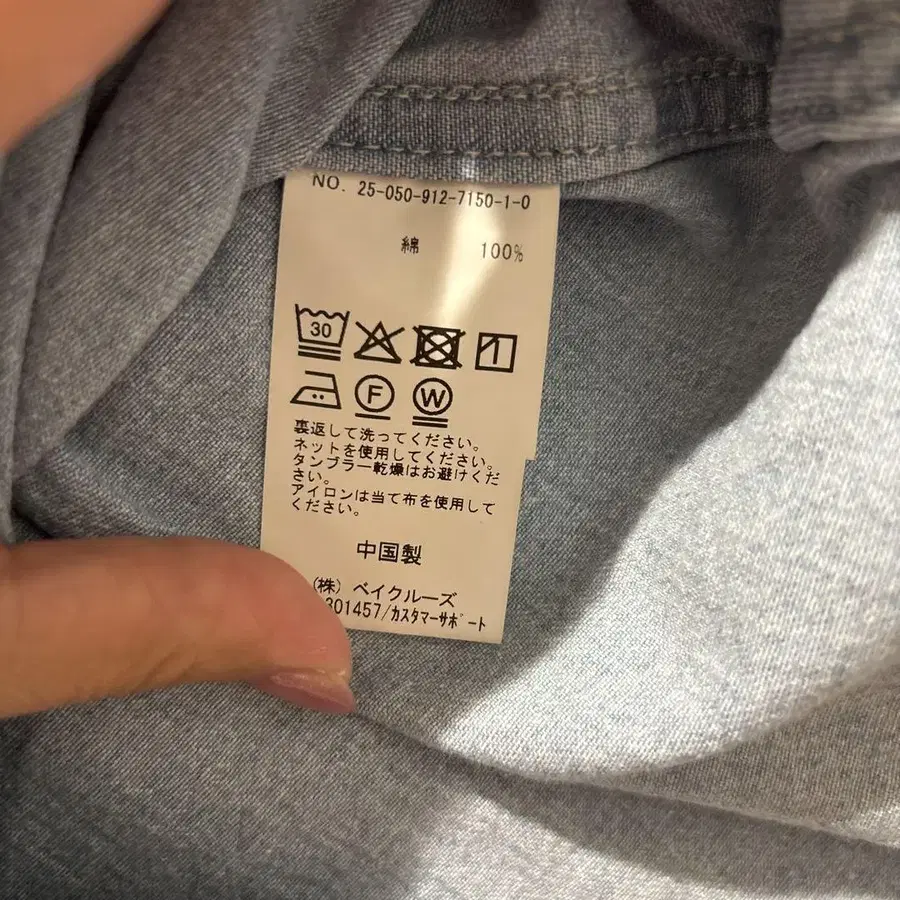 NO. 25-050-912-7150-1-0
綿 100%
30
F W
裏返して洗ってください。
ネットを使用してください。
タンブラー乾燥はお避けくだ
さい。
アイロンは当て布を使用して
ください。
中国製
(株) ベイクルーズ
301457/カスタマーサポート